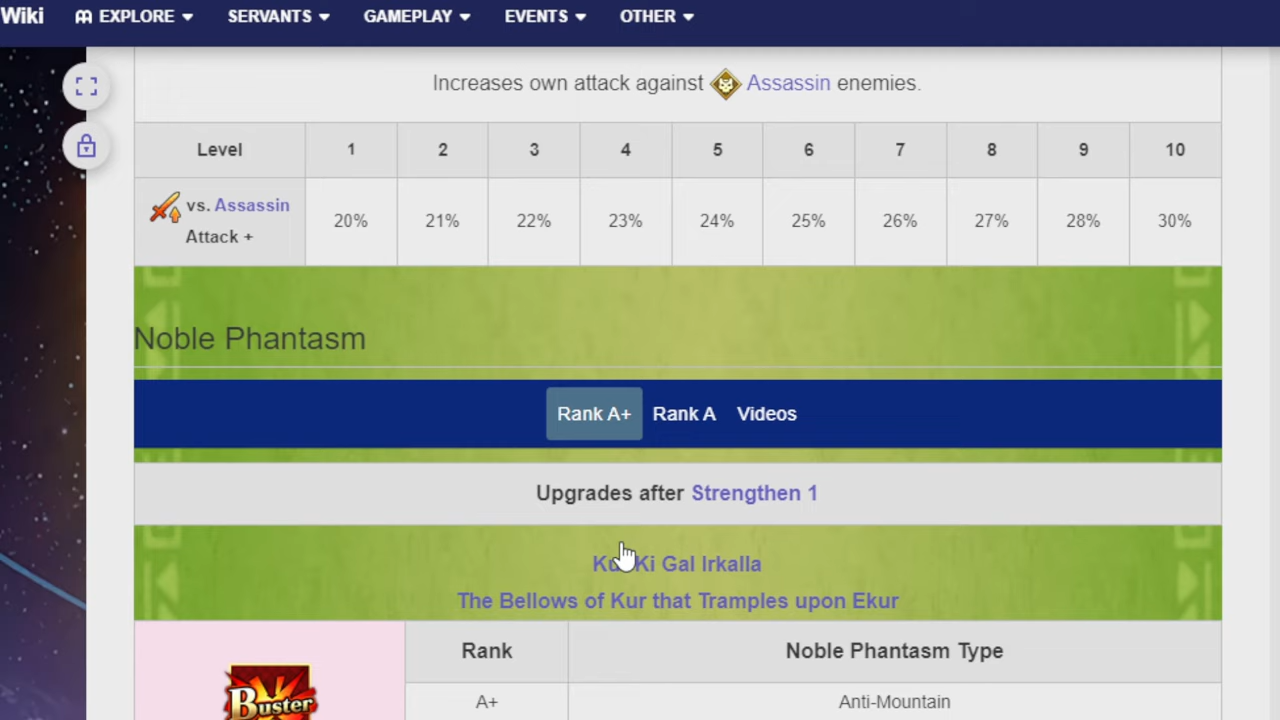 Wiki EXPLORE SERVANTS GAMEPLAY EVENTS OTHER
Increases own attack against Assassin enemies.
Level 1 2 3 4 5 6 7 8 9 10
vs. Assassin
Attack + 20% 21% 22% 23% 24% 25% 26% 27% 28% 30%
Noble Phantasm
Rank A+ Rank A Videos
Upgrades after Strengthen 1
Ki Gal Irkalla
The Bellows of Kur that Tramples upon Ekur
Rank Noble Phantasm Type
Buster A+ Anti-Mountain